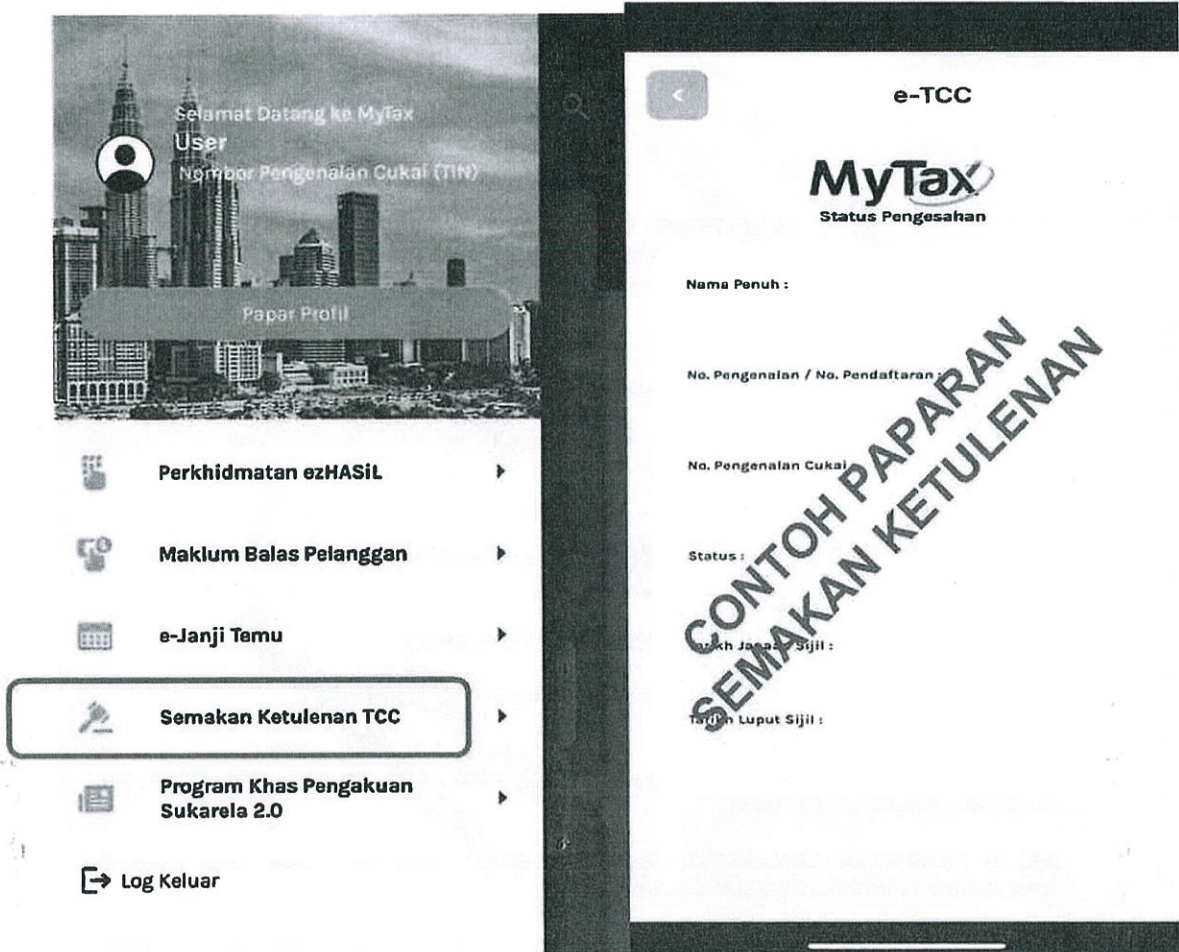 Selamat Datang ke MyTax
User
Nombor Pengenalan Cukai (TIN)
Papar Profil
Perkhidmatan ezHASiL
Maklum Balas Pelanggan
e-Janji Temu
Semakan Ketulenan TCC
Program Khas Pengakuan
Sukarela 2.0
Log Keluar
e-TCC
MyTax
Status Pengesahan
Nama Penuh :
No. Pengenalan / No. Pendaftaran :
No. Pengenalan Cukai
Status :
Sijil :
Tarikh Luput Sijil :
CONTOH PAPARAN
SEMAKAN KETULENAN